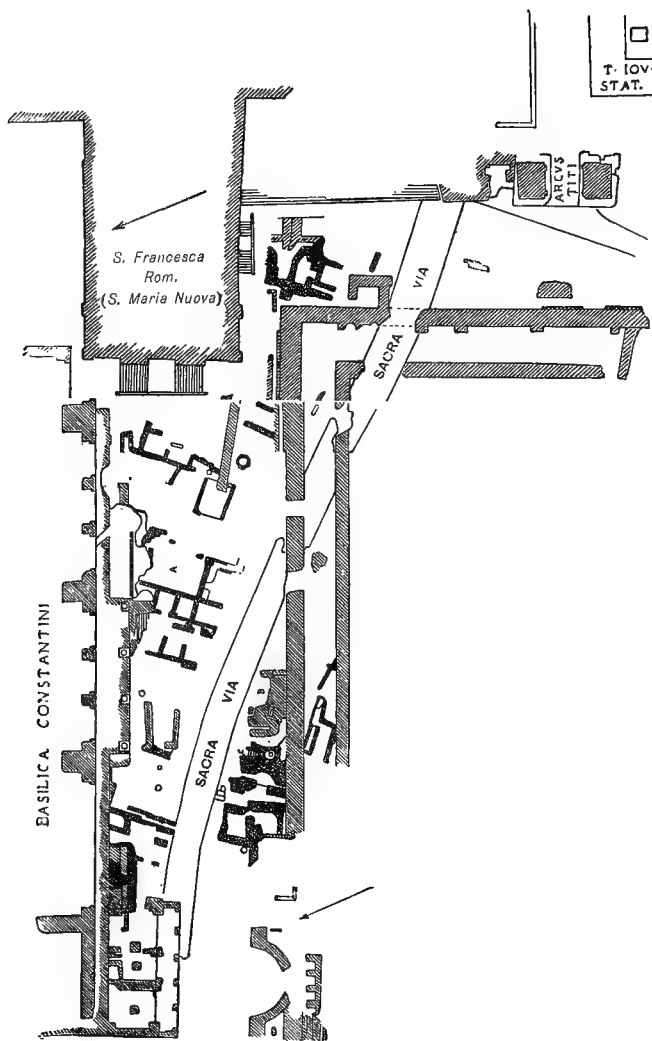 T. IOV.
STAT.
ARCVS
TITI
S. Francesca
Rom.
(S. Maria Nuova)
VIA
SACRA
A
BASILICA CONSTANTINI
VIA
SACRA